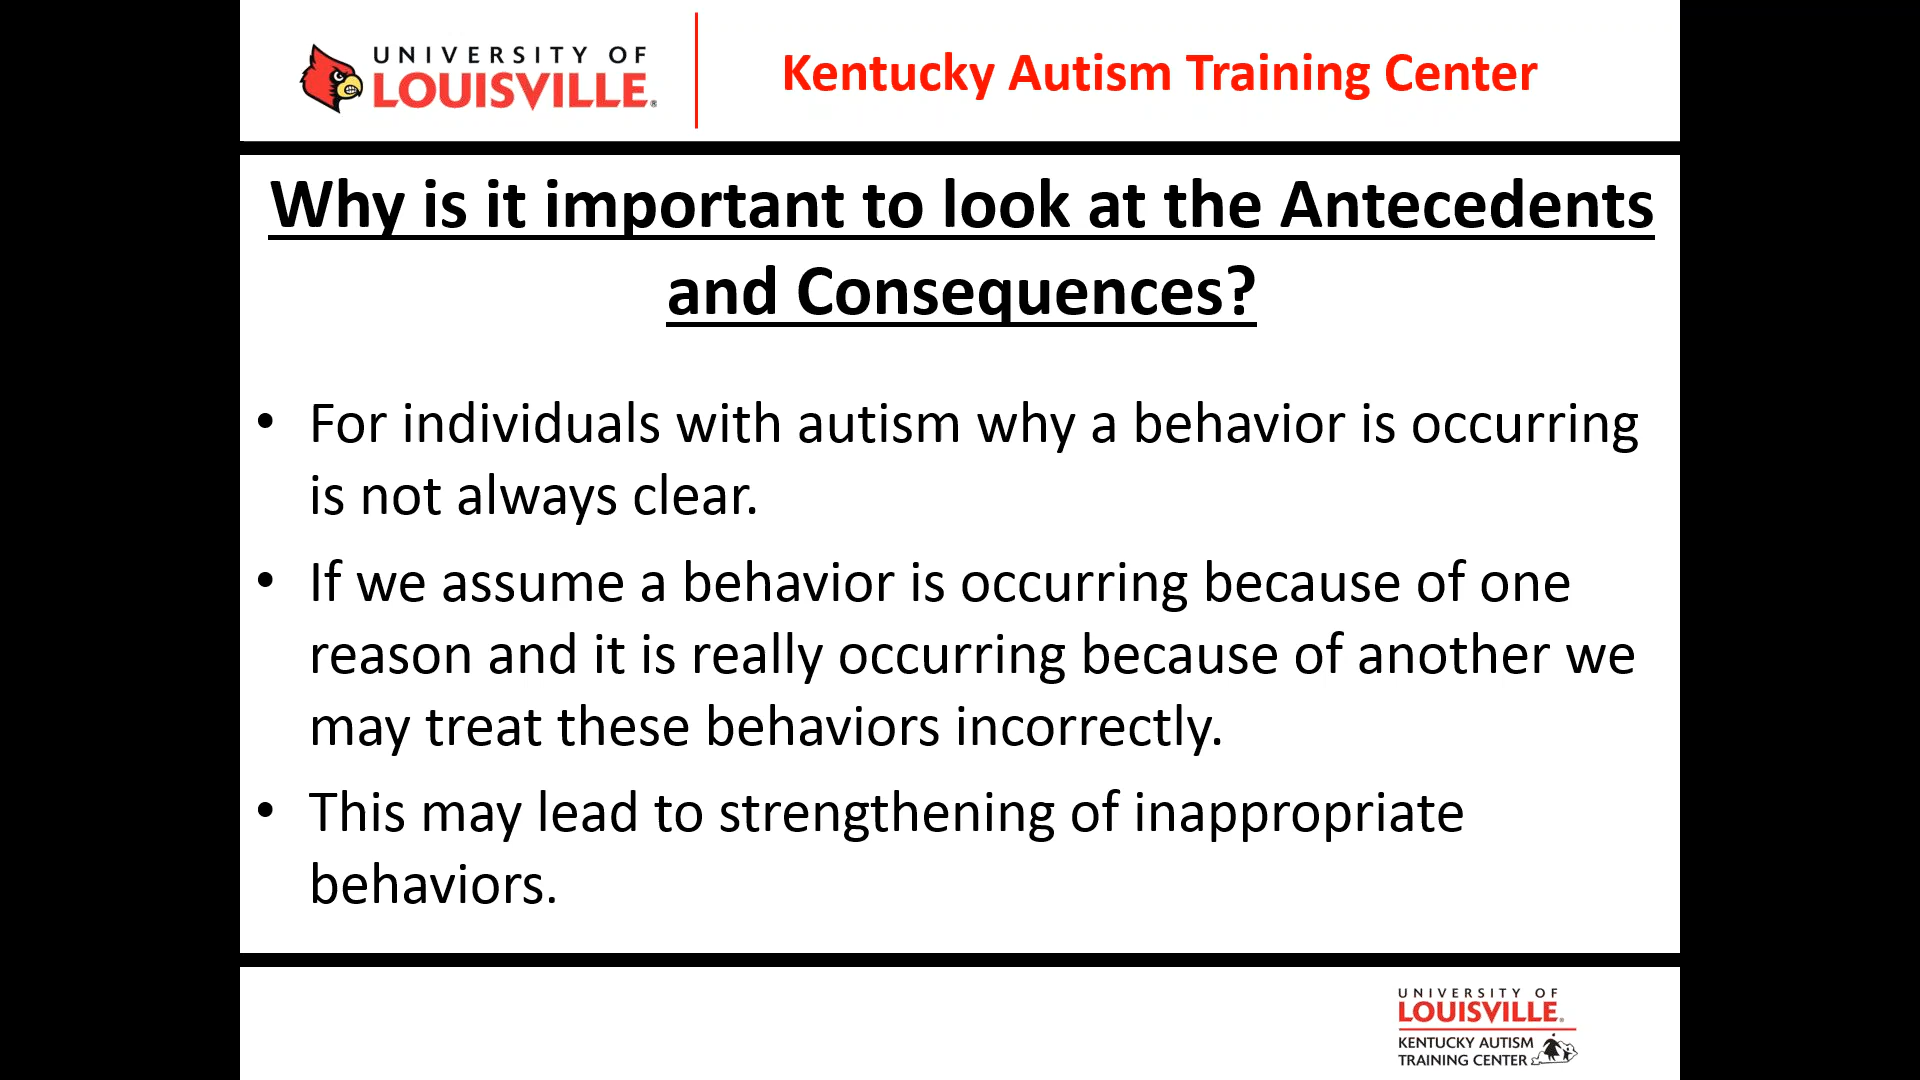 UNIVERSITY OF
LOUISVILLE®
Kentucky Autism Training Center
Why is it important to look at the Antecedents
and Consequences?
• For individuals with autism why a behavior is occurring
is not always clear.
• If we assume a behavior is occurring because of one
reason and it is really occurring because of another we
may treat these behaviors incorrectly.
• This may lead to strengthening of inappropriate
behaviors.
UNIVERSITY OF
LOUISVILLE®
KENTUCKY AUTISM
TRAINING CENTER